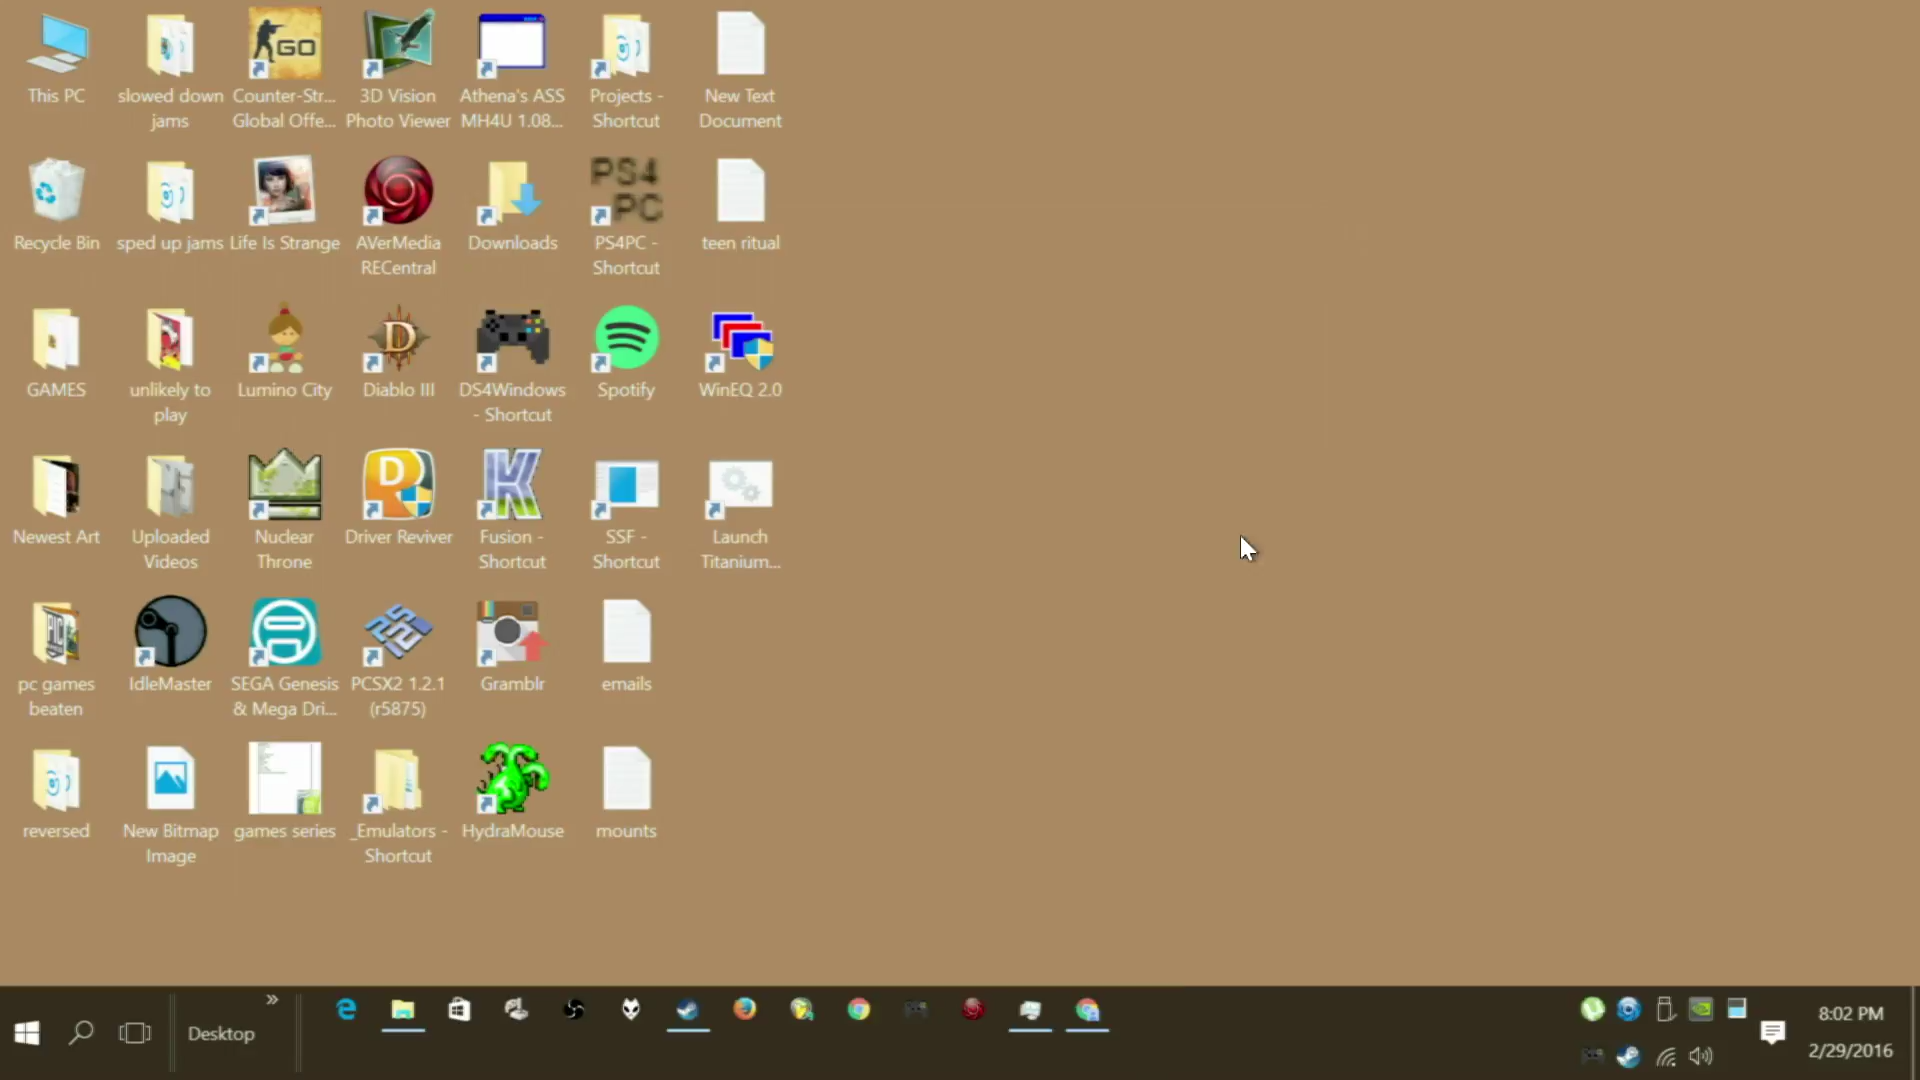 This PC
slowed down
jams
GO
Counter-Str...
Global Offe...
3D Vision
Photo Viewer
Athena's ASS
MH4U 1.08...
Projects -
Shortcut
New Text
Document
Recycle Bin
sped up jams
Life Is Strange
AVerMedia
RECentral
Downloads
PS4
PC
PS4PC -
Shortcut
teen ritual
GAMES
unlikely to
play
Lumino City
D
Diablo III
DS4Windows
- Shortcut
Spotify
WinEQ 2.0
Newest Art
Uploaded
Videos
Nuclear
Throne
D
Driver Reviver
K
Fusion -
Shortcut
SSF -
Shortcut
Launch
Titanium...
PIC
pc games
beaten
IdleMaster
SEGA Genesis
& Mega Dri...
PCSX2 1.2.1
(r5875)
Gramblr
emails
reversed
New Bitmap
Image
games series
_Emulators -
Shortcut
HydraMouse
mounts
Desktop
8:02 PM
2/29/2016